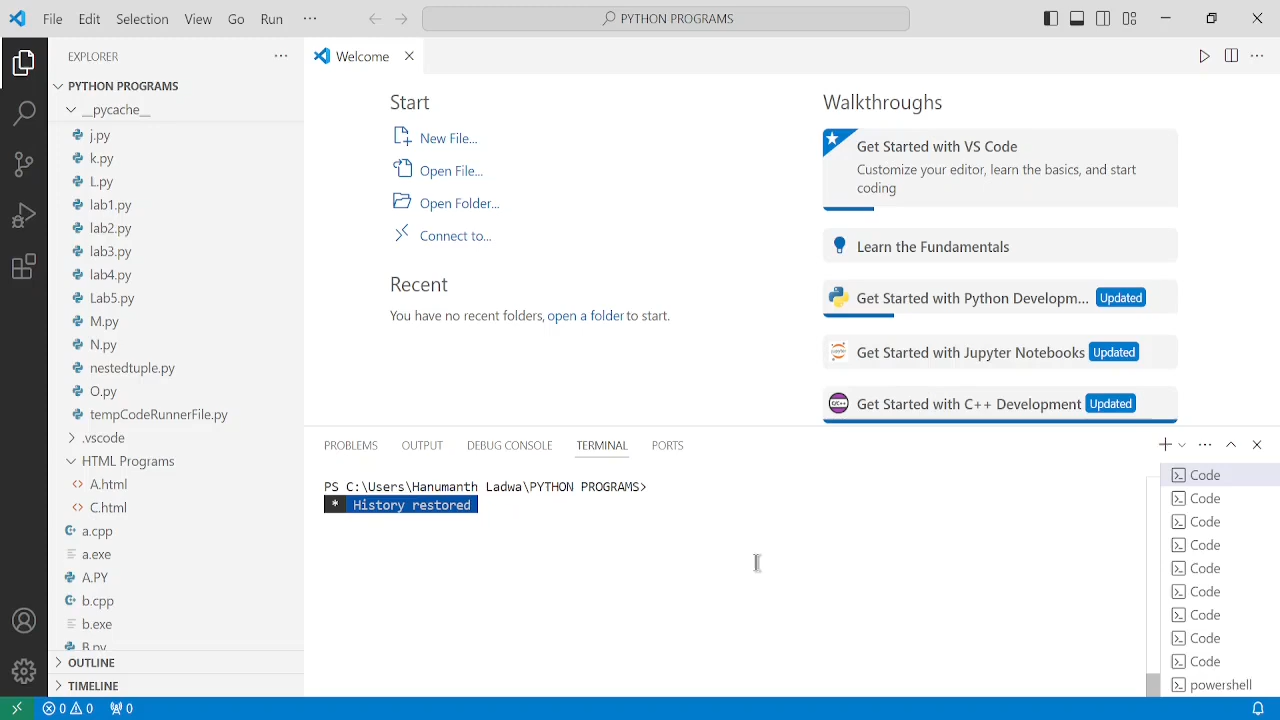 File Edit Selection View Go Run ···
PYTHON PROGRAMS
EXPLORER
PYTHON PROGRAMS
__pycache__
j.py
k.py
L.py
lab1.py
lab2.py
lab3.py
lab4.py
Lab5.py
M.py
N.py
nestedtuple.py
O.py
tempCodeRunnerFile.py
.vscode
HTML Programs
A.html
C.html
a.cpp
a.exe
A.PY
b.cpp
b.exe
B.py
OUTLINE
TIMELINE
Welcome
Start
New File...
Open File...
Open Folder...
Connect to...
Recent
You have no recent folders, open a folder to start.
Walkthroughs
Get Started with VS Code
Customize your editor, learn the basics, and start
coding
Learn the Fundamentals
Get Started with Python Developm... Updated
Get Started with Jupyter Notebooks Updated
C/C++ Get Started with C++ Development Updated
PROBLEMS OUTPUT DEBUG CONSOLE TERMINAL PORTS
PS C:\Users\Hanumanth Ladwa\PYTHON PROGRAMS>
* History restored
Code
Code
Code
Code
Code
Code
Code
Code
Code
powershell
0 0 0